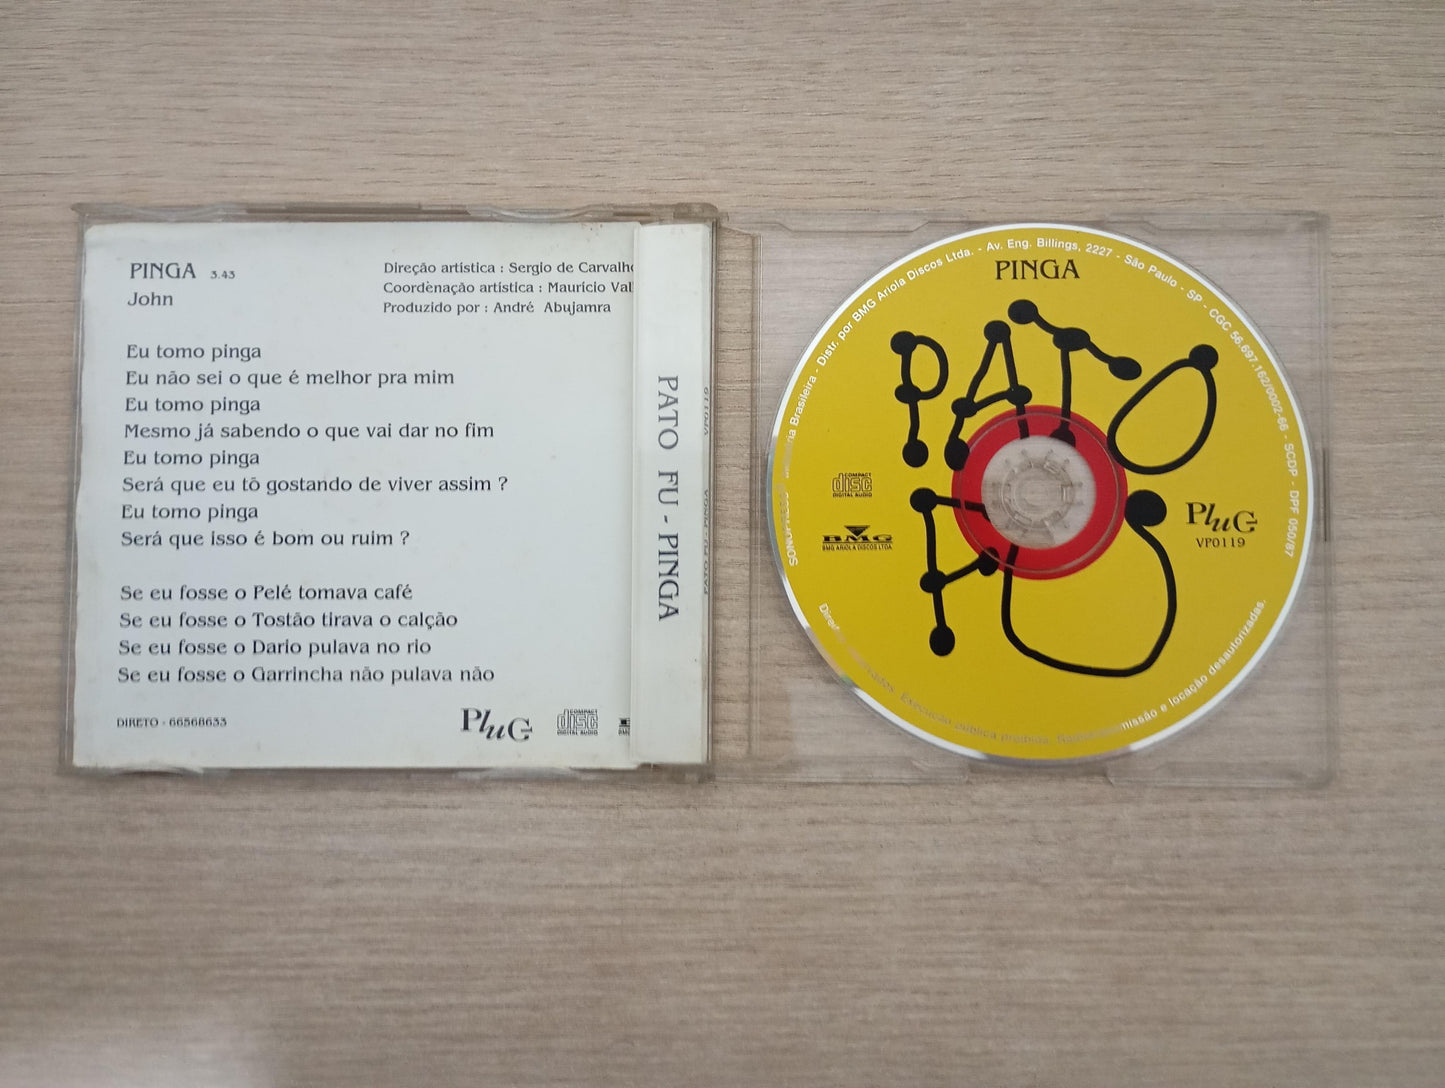 PINGA 3.43
John
Direção artística : Sergio de Carvalho
Coordènação artística : Maurício
Produzido por : André Abujamra
Eu tomo pinga
Eu não sei o que é melhor pra mim
Eu tomo pinga
Mesmo já sabendo o que vai dar no fim
Eu tomo pinga
Será que eu tô gostando de viver assim ?
Eu tomo pinga
Será que isso é bom ou ruim ?
Se eu fosse o Pelé tomava café
Se eu fosse o Tostão tirava o calção
Se eu fosse o Dario pulava no rio
Se eu fosse o Garrincha não pulava não
DIRETO - 66568633
PluG
COMPACT
disc
DIGITAL AUDIO
PATO FU - PINGA
VP0119
PATO FU - PINGA
Distr. por BMG Ariola Discos Ltda. - Av. Eng. Billings, 2227 - São Paulo - SP - CGC 56.697.162/0002-66 - SCDP - DPF 050/87
Brasileira
PINGA
PATO
FU
COMPACT
disc
DIGITAL AUDIO
BMG
BMG ARIOLA DISCOS LTDA.
PluG
VP0119
Execução pública proibida.
e locação desautorizadas.